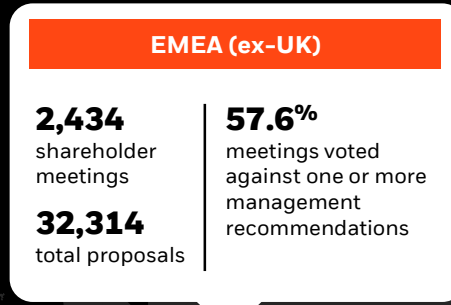 EMEA (ex-UK)
2,434
shareholder
meetings
32,314
total proposals
57.6%
meetings voted
against one or more
management
recommendations